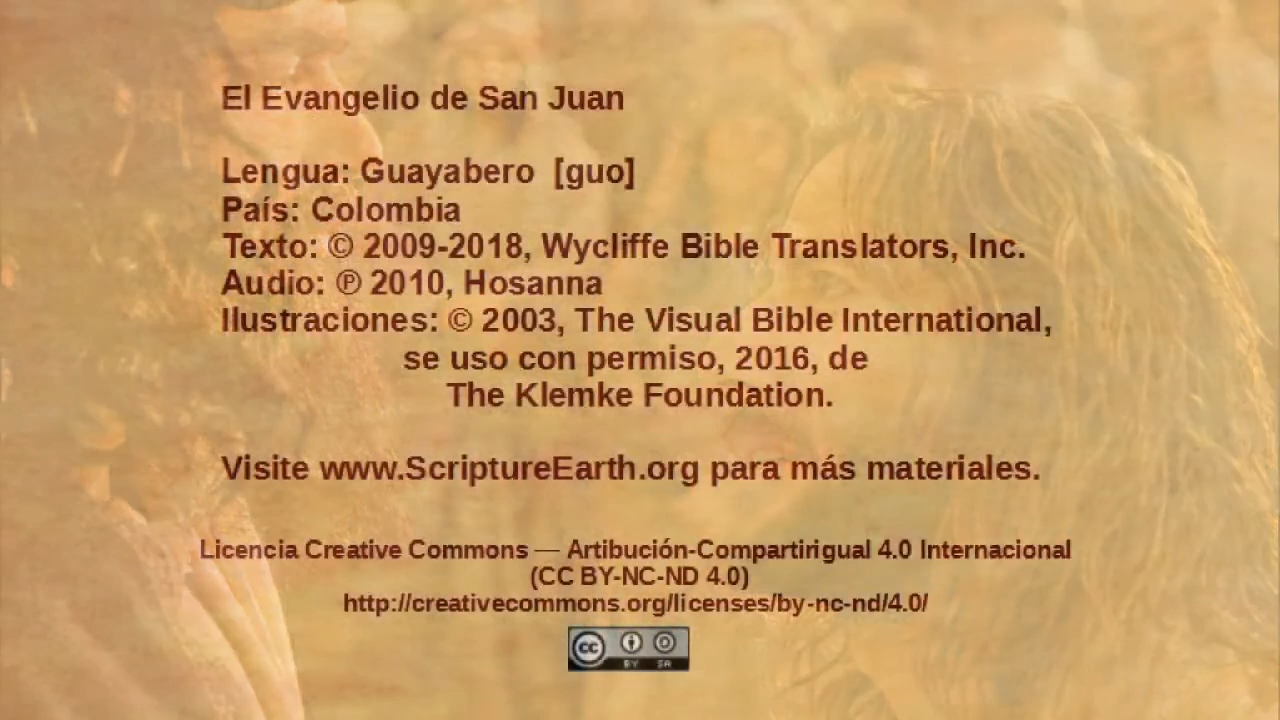 El Evangelio de San Juan
Lengua: Guayabero [guo]
País: Colombia
Texto: © 2009-2018, Wycliffe Bible Translators, Inc.
Audio: ℗ 2010, Hosanna
Ilustraciones: © 2003, The Visual Bible International,
se uso con permiso, 2016, de
The Klemke Foundation.
Visite www.ScriptureEarth.org para más materiales.
Licencia Creative Commons — Artibución-Compartirigual 4.0 Internacional
(CC BY-NC-ND 4.0)
http://creativecommons.org/licenses/by-nc-nd/4.0/
cc BY SA